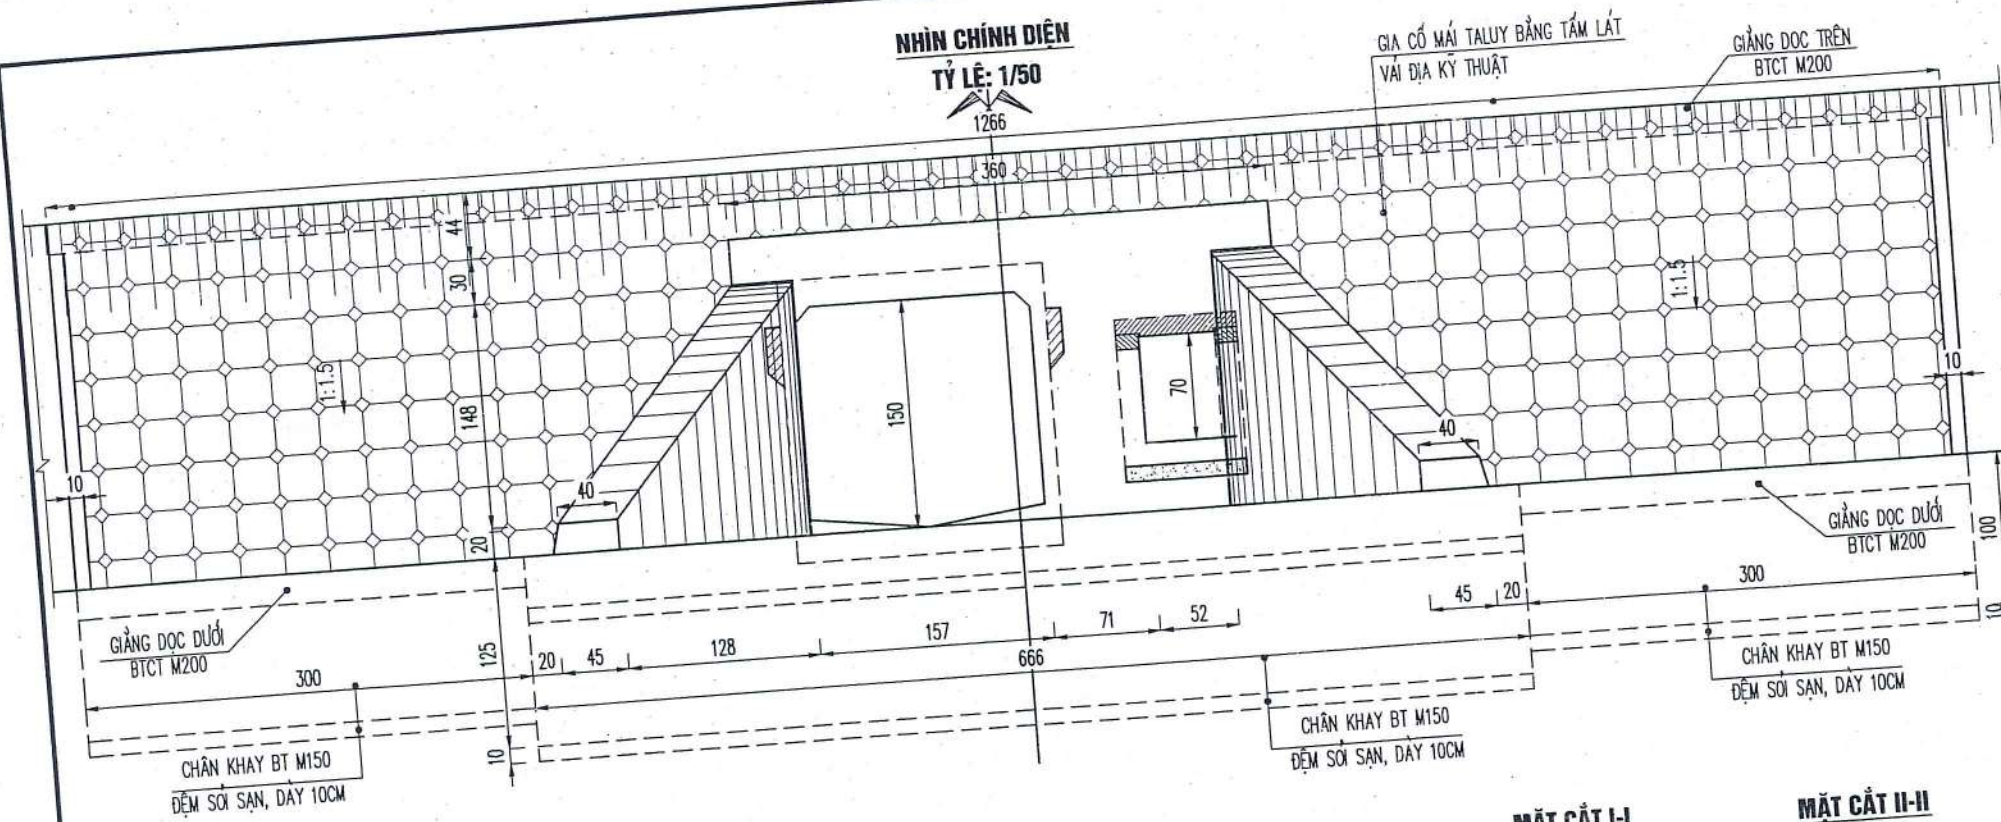 NHÌN CHÍNH DIỆN
TỶ LỆ: 1/50
GIA CỐ MÁI TALUY BẰNG TẤM LÁT
VẢI ĐỊA KỸ THUẬT
GIẰNG DỌC TRÊN
BTCT M200
1266
360
44
30
148
20
1:1.5
1:1.5
10
10
40
40
150
70
GIẰNG DỌC DƯỚI
BTCT M200
100
10
GIẰNG DỌC DƯỚI
BTCT M200
300
125
10
20
45
128
157
71
52
45
20
300
666
CHÂN KHAY BT M150
ĐỆM SỎI SẠN, DÀY 10CM
CHÂN KHAY BT M150
ĐỆM SỎI SẠN, DÀY 10CM
CHÂN KHAY BT M150
ĐỆM SỎI SẠN, DÀY 10CM
MẶT CẮT I-I
MẶT CẮT II-II